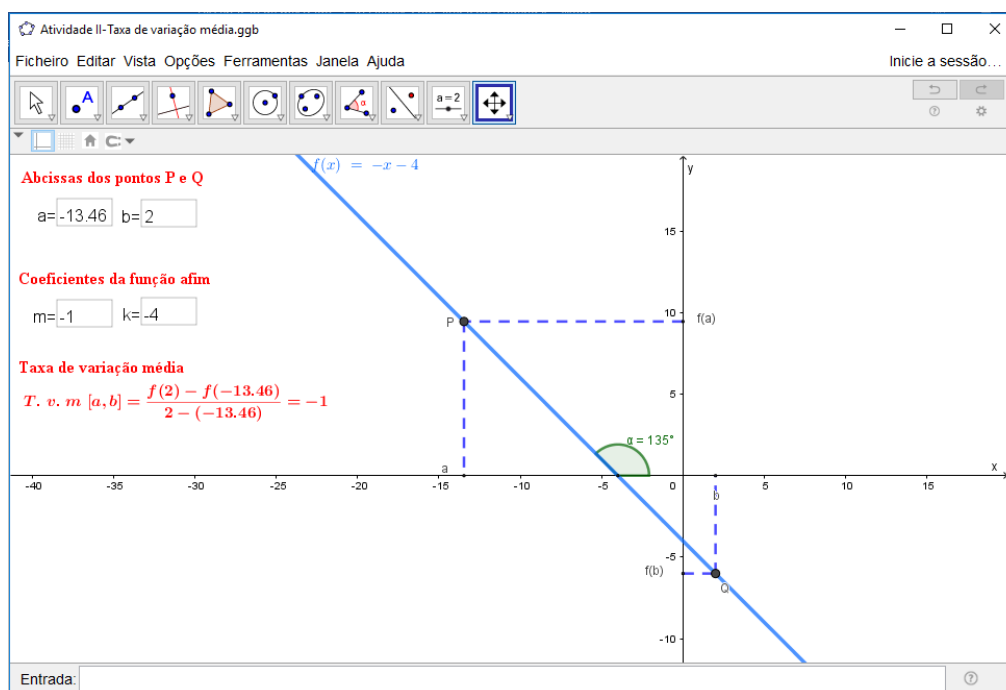 Atividade II-Taxa de variação média.ggb
Ficheiro Editar Vista Opções Ferramentas Janela Ajuda
Inicie a sessão...
A
α
a=2
Abcissas dos pontos P e Q
a= -13.46 b= 2
Coeficientes da função afim
m= -1 k= -4
Taxa de variação média
T. v. m [a, b] = \frac{f(2) − f(−13.46)}{2 − (−13.46)} = −1
f(x) = −x − 4
y
15
10
f(a)
P
5
α = 135°
a
x
-40 -35 -30 -25 -20 -15 -10 -5 0 5 10 15
b
-5
f(b)
Q
-10
Entrada: